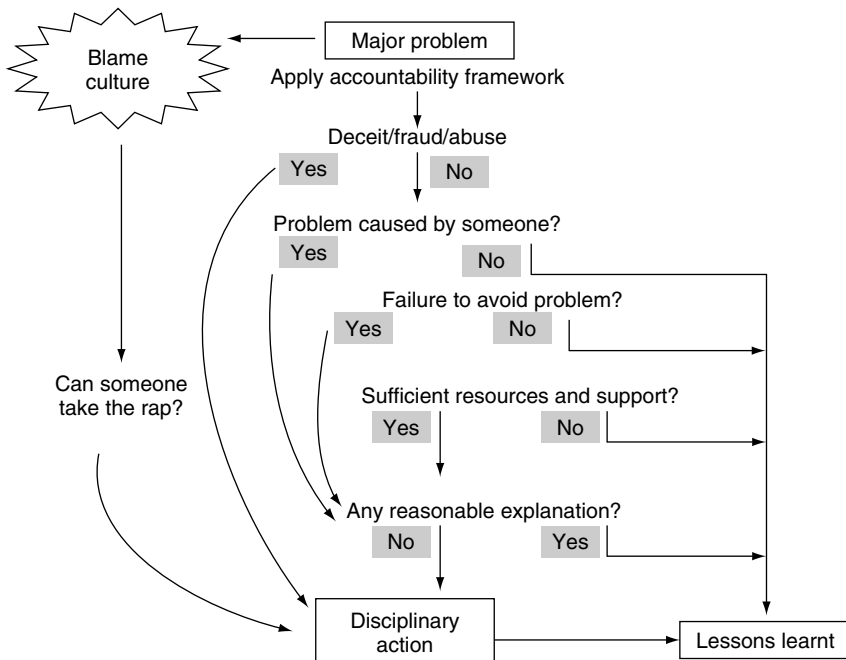 Blame
culture
Major problem
Apply accountability framework
Deceit/fraud/abuse
Yes
No
Problem caused by someone?
Yes
No
Failure to avoid problem?
Yes
No
Can someone
take the rap?
Sufficient resources and support?
Yes
No
Any reasonable explanation?
No
Yes
Disciplinary
action
Lessons learnt